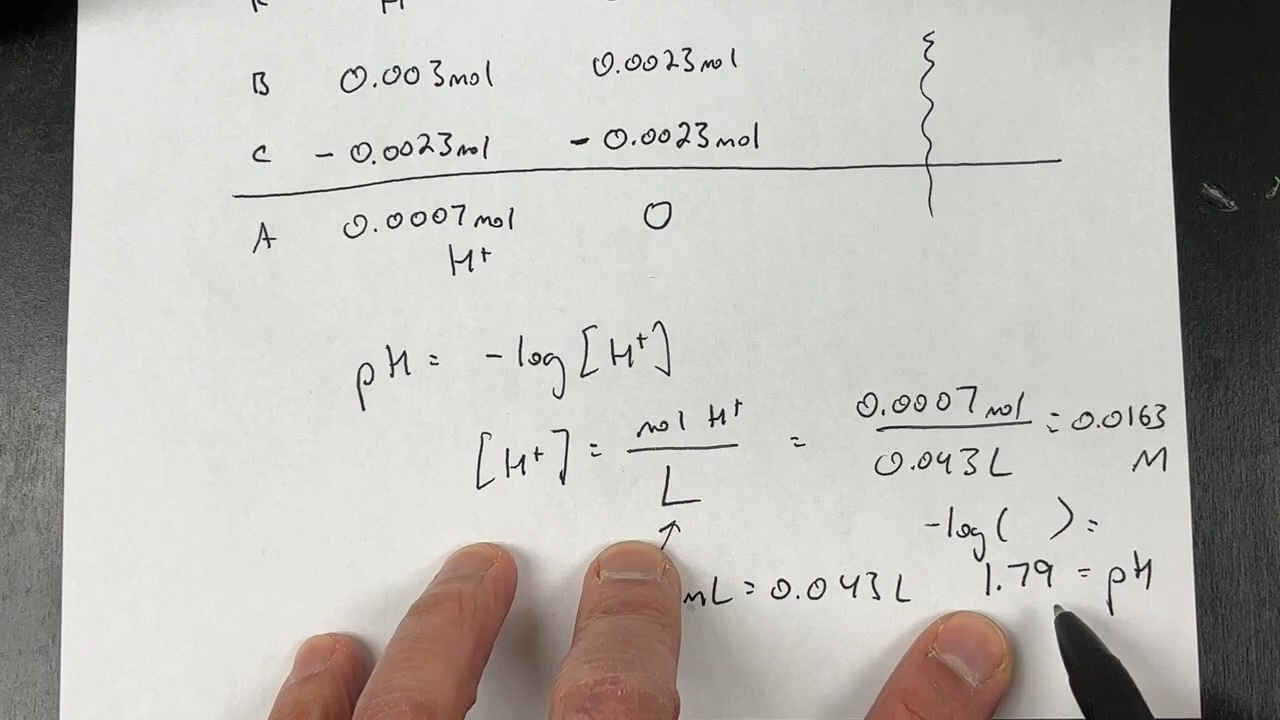 B 0.003mol 0.0023mol
C - 0.0023mol - 0.0023mol
A 0.0007mol 0
H+
pH = -log[H+]
[H+] = mol H+ / L = 0.0007mol / 0.043L = 0.0163 M
-log( ) =
mL = 0.043L 1.79 = pH